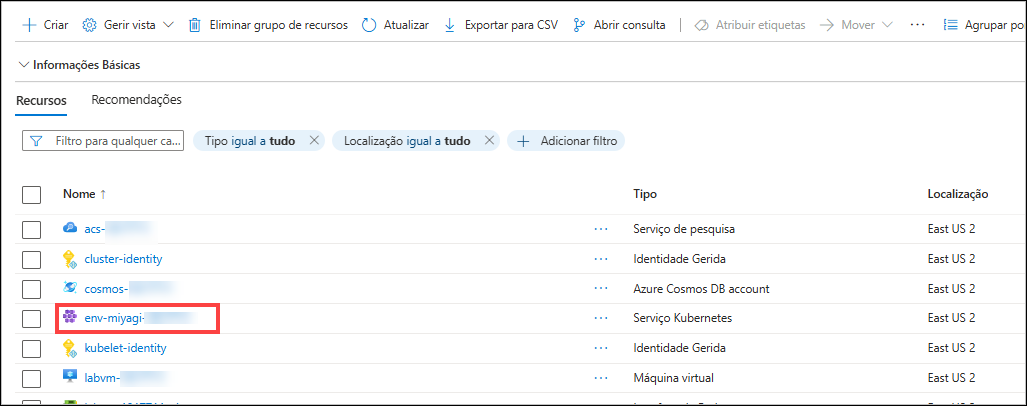 Criar Gerir vista Eliminar grupo de recursos Atualizar Exportar para CSV Abrir consulta Atribuir etiquetas Mover ... Agrupar po
Informações Básicas
Recursos Recomendações
Filtro para qualquer ca... Tipo igual a tudo Localização igual a tudo Adicionar filtro
Nome ↑ Tipo Localização
acs- ... Serviço de pesquisa East US 2
cluster-identity ... Identidade Gerida East US 2
cosmos- ... Azure Cosmos DB account East US 2
env-miyagi- ... Serviço Kubernetes East US 2
kubelet-identity ... Identidade Gerida East US 2
labvm- ... Máquina virtual East US 2